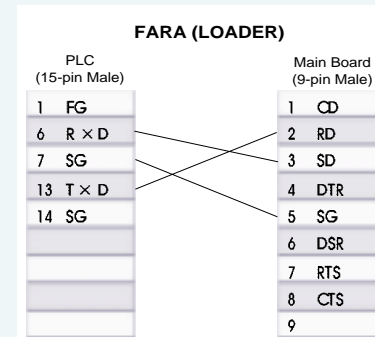 FARA (LOADER)
PLC
(15-pin Male)
Main Board
(9-pin Male)
1 FG
1 CD
6 R × D
2 RD
7 SG
3 SD
13 T × D
4 DTR
14 SG
5 SG
6 DSR
7 RTS
8 CTS
9